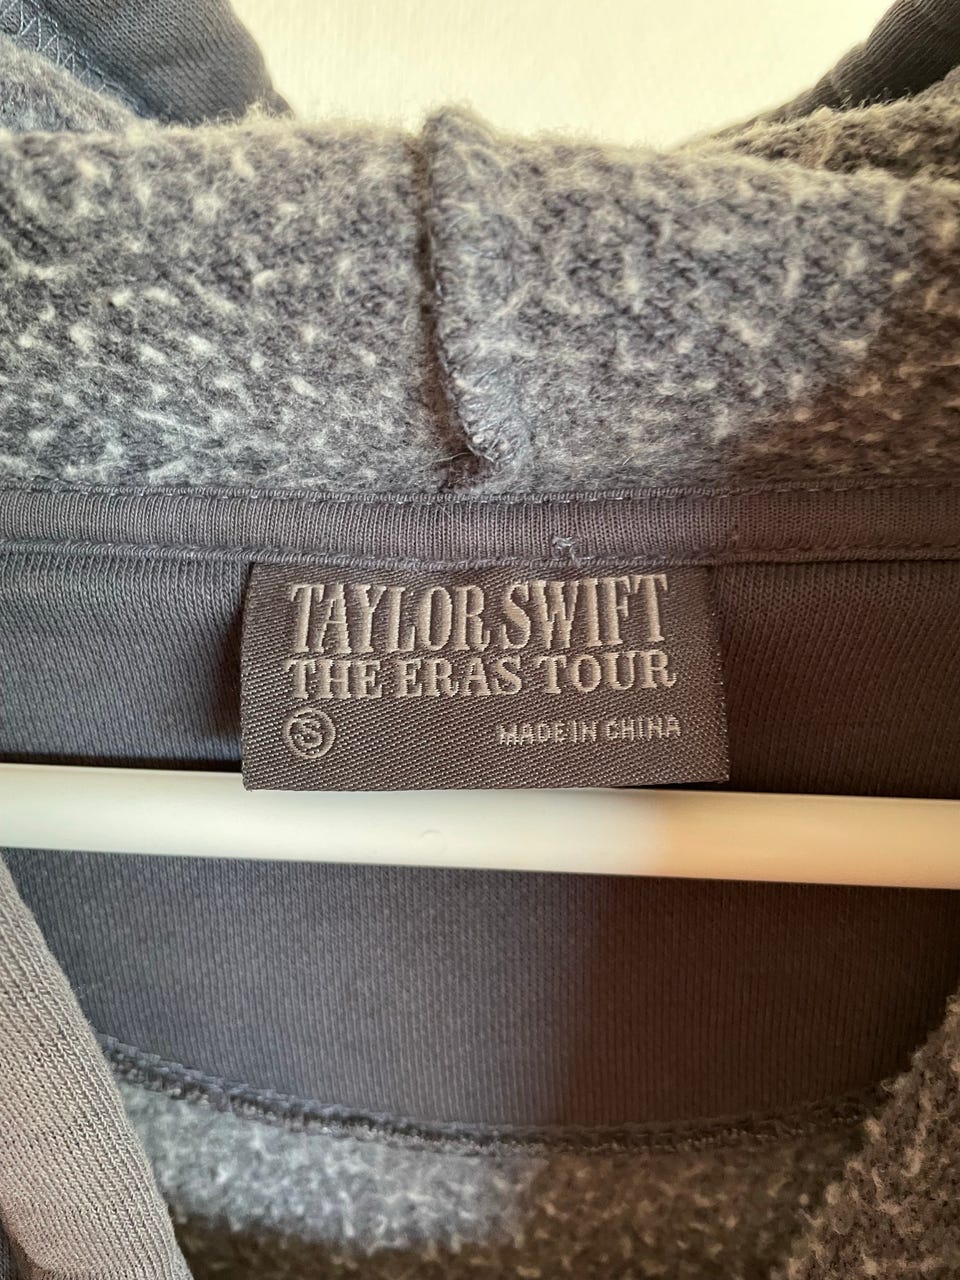 TAYLOR SWIFT
THE ERAS TOUR
S MADE IN CHINA